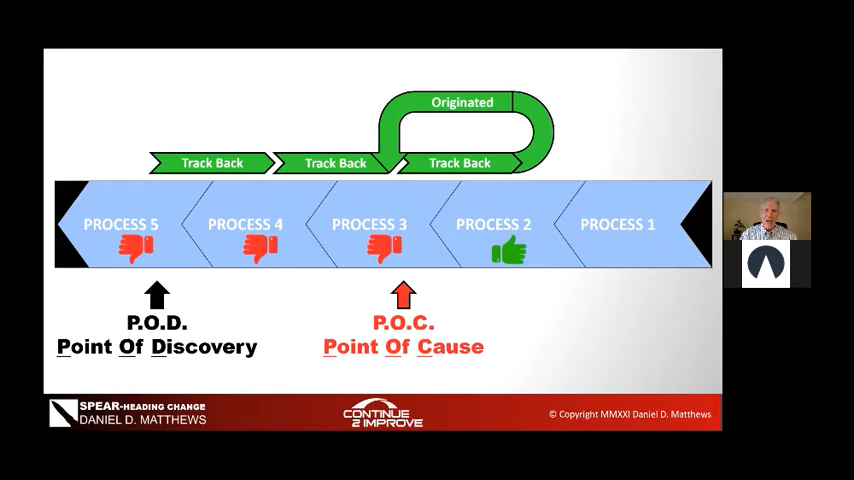 Originated
Track Back
Track Back
Track Back
PROCESS 5
PROCESS 4
PROCESS 3
PROCESS 2
PROCESS 1
P.O.D.
Point Of Discovery
P.O.C.
Point Of Cause
SPEAR-HEADING CHANGE
DANIEL D. MATTHEWS
CONTINUE
2 IMPROVE
© Copyright MMXXI Daniel D. Matthews